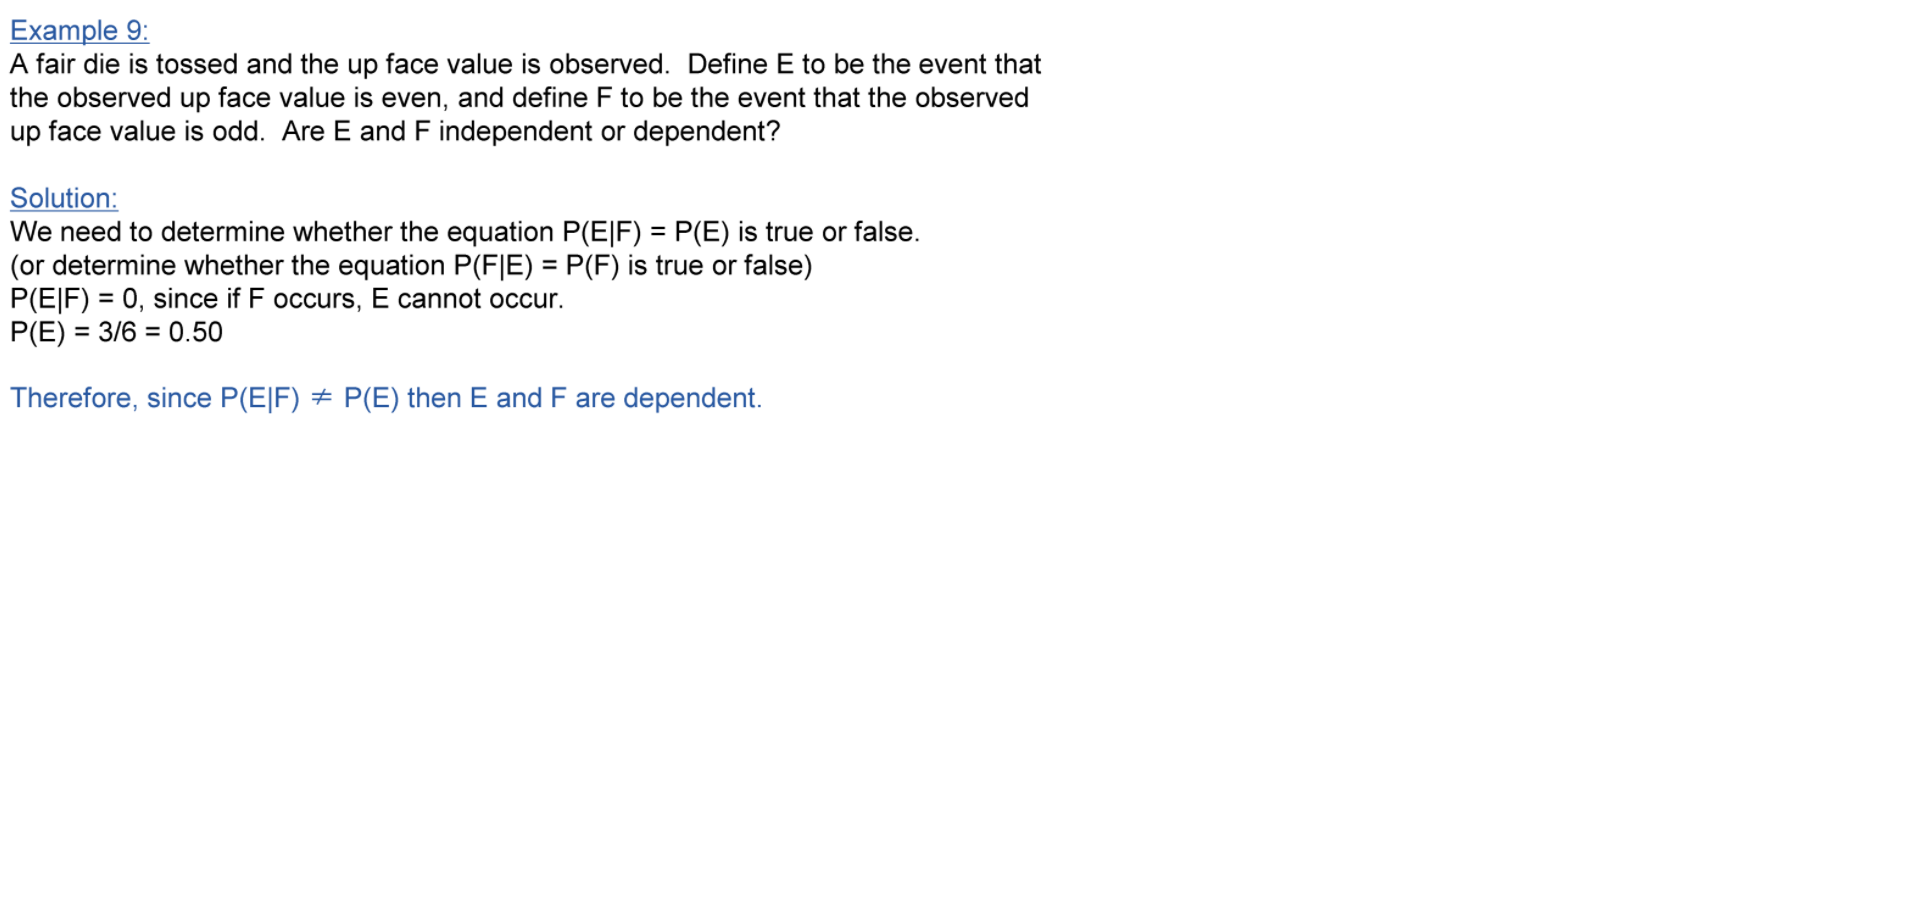 Example 9:
A fair die is tossed and the up face value is observed.  Define E to be the event that
the observed up face value is even, and define F to be the event that the observed
up face value is odd.  Are E and F independent or dependent?
Solution:
We need to determine whether the equation P(E|F) = P(E) is true or false.
(or determine whether the equation P(F|E) = P(F) is true or false)
P(E|F) = 0, since if F occurs, E cannot occur.
P(E) = 3/6 = 0.50
Therefore, since P(E|F) ≠ P(E) then E and F are dependent.